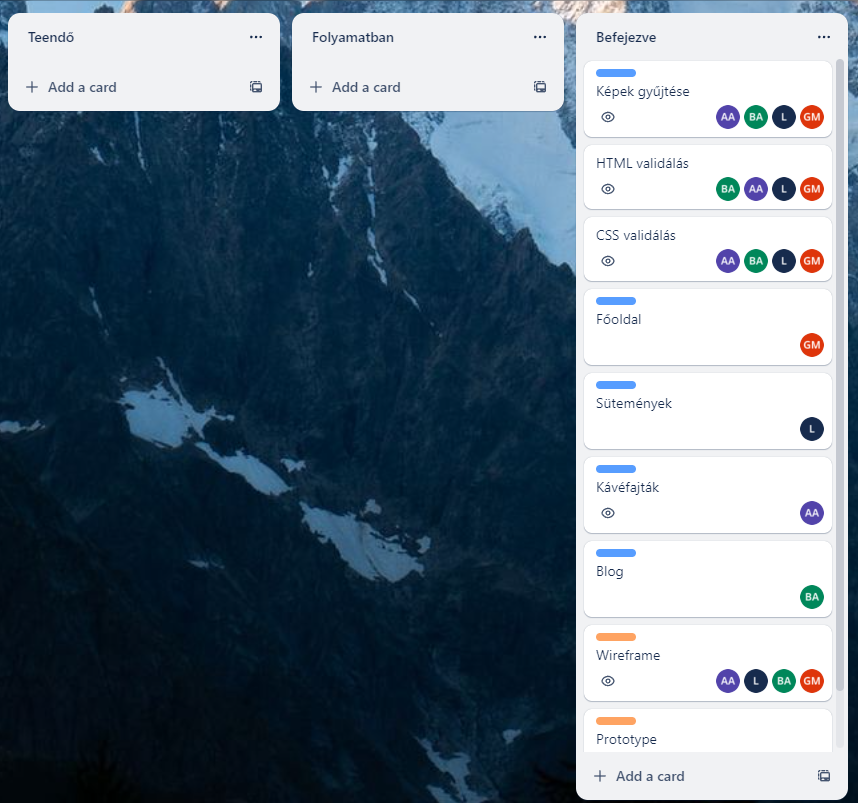 Teendő
Add a card
Folyamatban
Add a card
Befejezve
Képek gyűjtése
AA BA L GM
HTML validálás
BA AA L GM
CSS validálás
AA BA L GM
Főoldal
GM
Sütemények
L
Kávéfajták
AA
Blog
BA
Wireframe
AA L BA GM
Prototype
Add a card